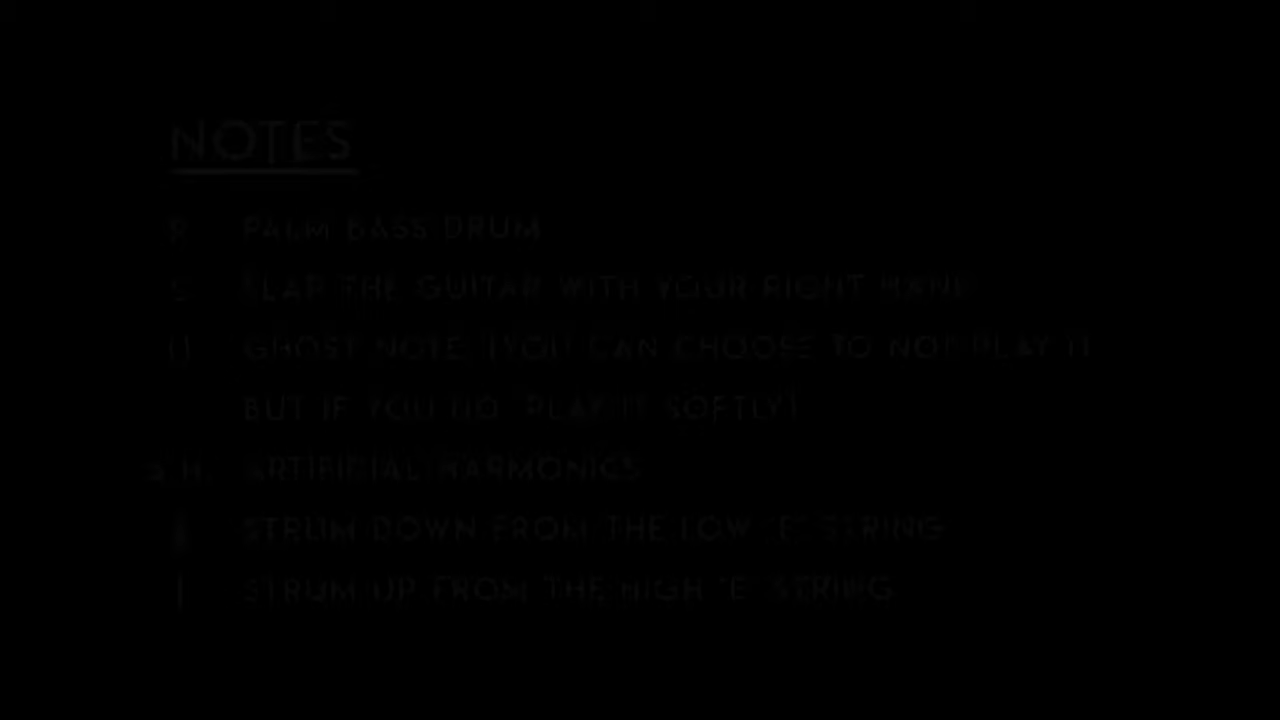 NOTES
P PALM BASS DRUM
S SLAP THE GUITAR WITH YOUR RIGHT HAND
() GHOST NOTE (YOU CAN CHOOSE TO NOT PLAY IT
BUT IF YOU DO, PLAY IT SOFTLY)
A.H. ARTIFICIAL HARMONICS
STRUM DOWN FROM THE LOW "E" STRING
STRUM UP FROM THE HIGH "E" STRING